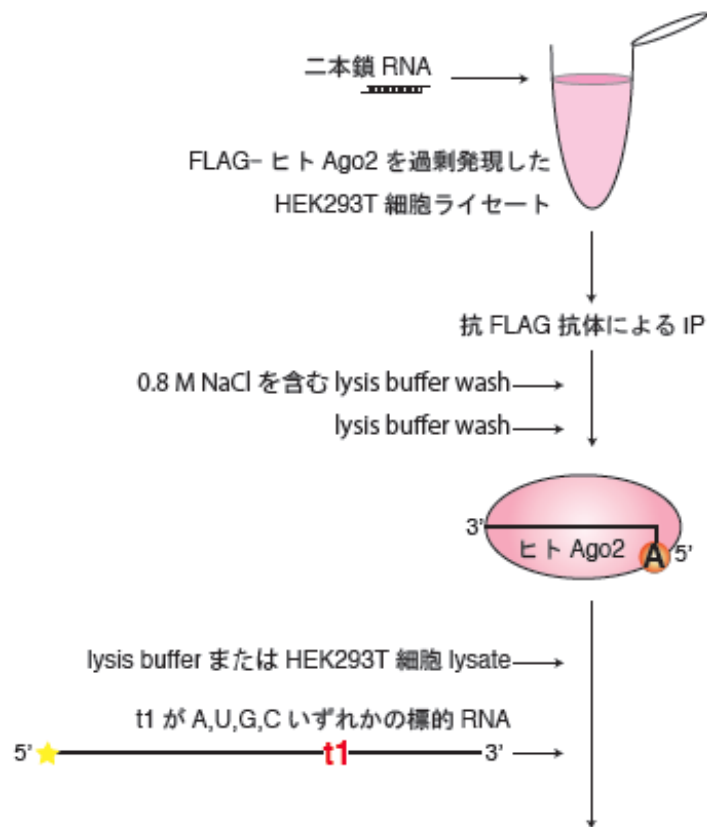 二本鎖 RNA
FLAG- ヒト Ago2 を過剰発現した
HEK293T 細胞ライセート
抗 FLAG 抗体による IP
0.8 M NaCl を含む lysis buffer wash
lysis buffer wash
3'
ヒト Ago2
A
5'
lysis buffer または HEK293T 細胞 lysate
t1 が A,U,G,C いずれかの標的 RNA
5'
t1
3'